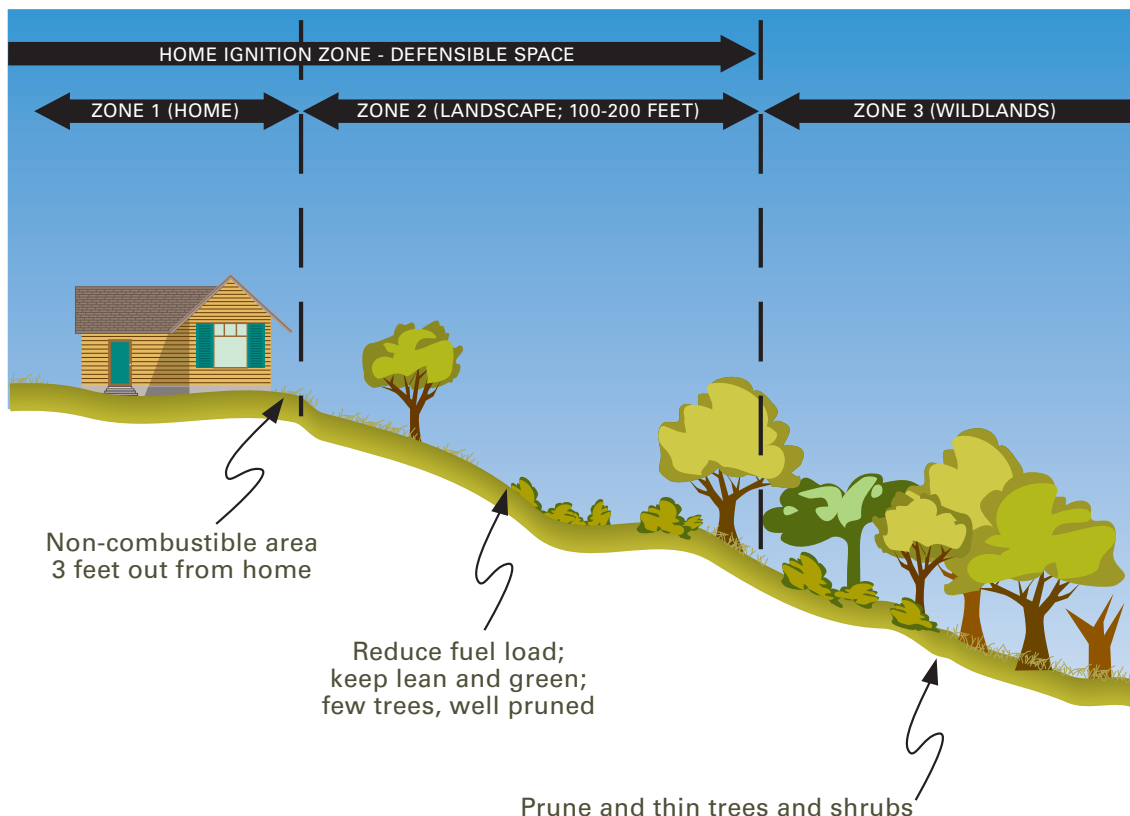 HOME IGNITION ZONE - DEFENSIBLE SPACE
ZONE 1 (HOME)
ZONE 2 (LANDSCAPE; 100-200 FEET)
ZONE 3 (WILDLANDS)
Non-combustible area
3 feet out from home
Reduce fuel load;
keep lean and green;
few trees, well pruned
Prune and thin trees and shrubs